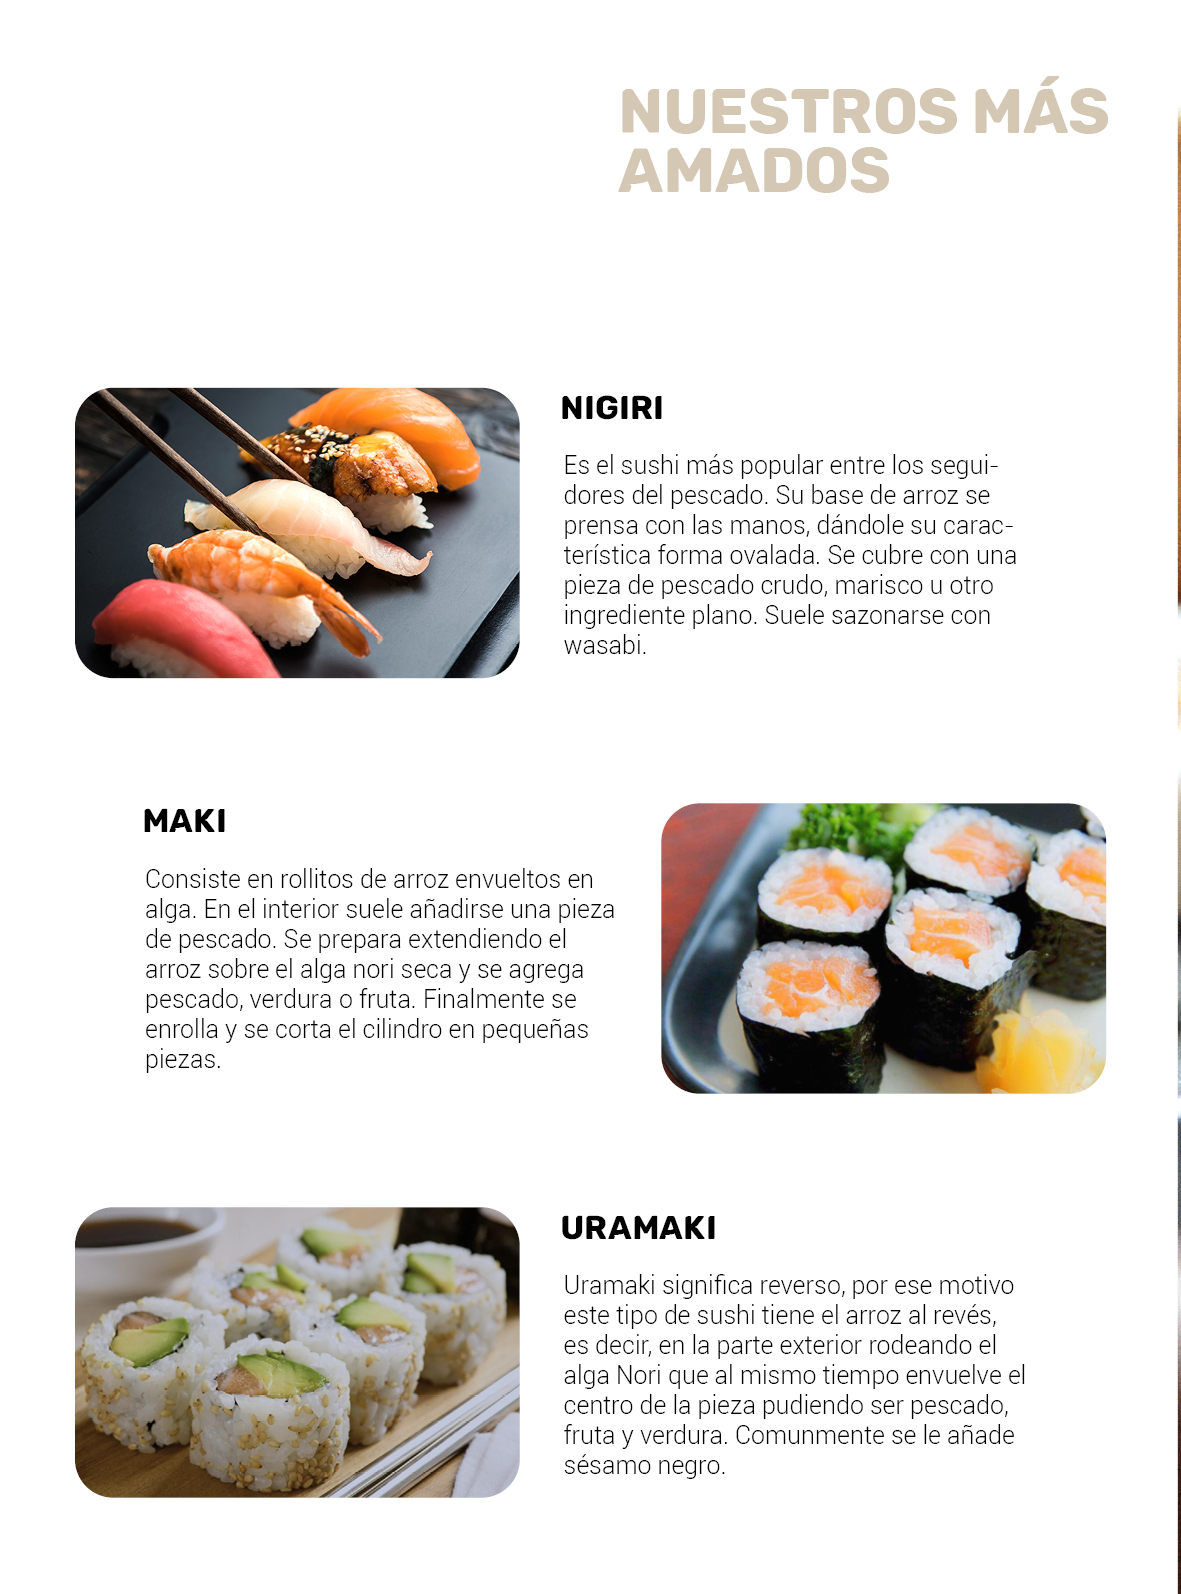 NUESTROS MÁS
AMADOS
NIGIRI
Es el sushi más popular entre los segui-
dores del pescado. Su base de arroz se
prensa con las manos, dándole su carac-
terística forma ovalada. Se cubre con una
pieza de pescado crudo, marisco u otro
ingrediente plano. Suele sazonarse con
wasabi.
MAKI
Consiste en rollitos de arroz envueltos en
alga. En el interior suele añadirse una pieza
de pescado. Se prepara extendiendo el
arroz sobre el alga nori seca y se agrega
pescado, verdura o fruta. Finalmente se
enrolla y se corta el cilindro en pequeñas
piezas.
URAMAKI
Uramaki significa reverso, por ese motivo
este tipo de sushi tiene el arroz al revés,
es decir, en la parte exterior rodeando el
alga Nori que al mismo tiempo envuelve el
centro de la pieza pudiendo ser pescado,
fruta y verdura. Comunmente se le añade
sésamo negro.